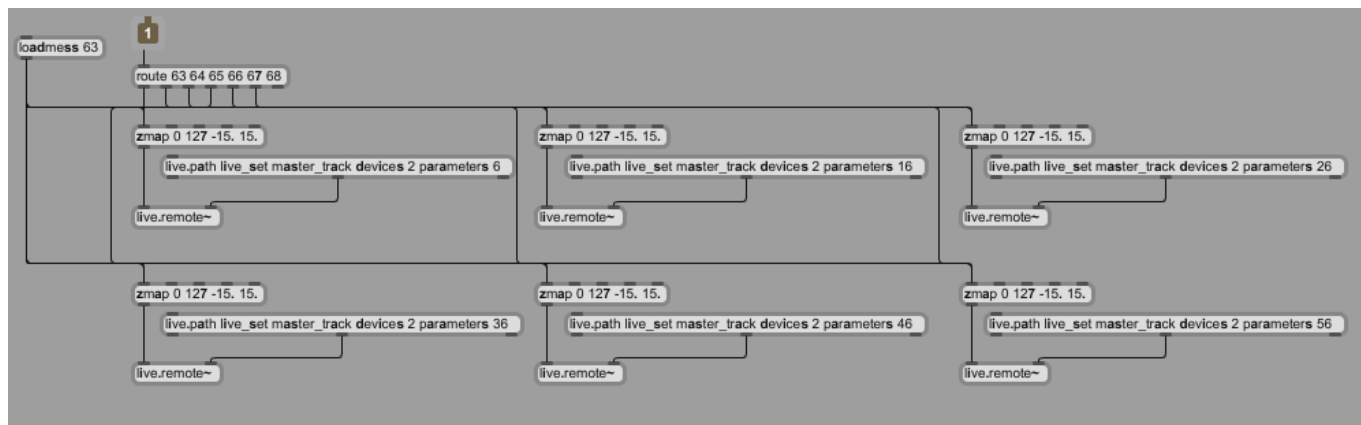 1
loadmess 63
route 63 64 65 66 67 68
zmap 0 127 -15. 15.
zmap 0 127 -15. 15.
zmap 0 127 -15. 15.
live.path live_set master_track devices 2 parameters 6
live.path live_set master_track devices 2 parameters 16
live.path live_set master_track devices 2 parameters 26
live.remote~
live.remote~
live.remote~
zmap 0 127 -15. 15.
zmap 0 127 -15. 15.
zmap 0 127 -15. 15.
live.path live_set master_track devices 2 parameters 36
live.path live_set master_track devices 2 parameters 46
live.path live_set master_track devices 2 parameters 56
live.remote~
live.remote~
live.remote~